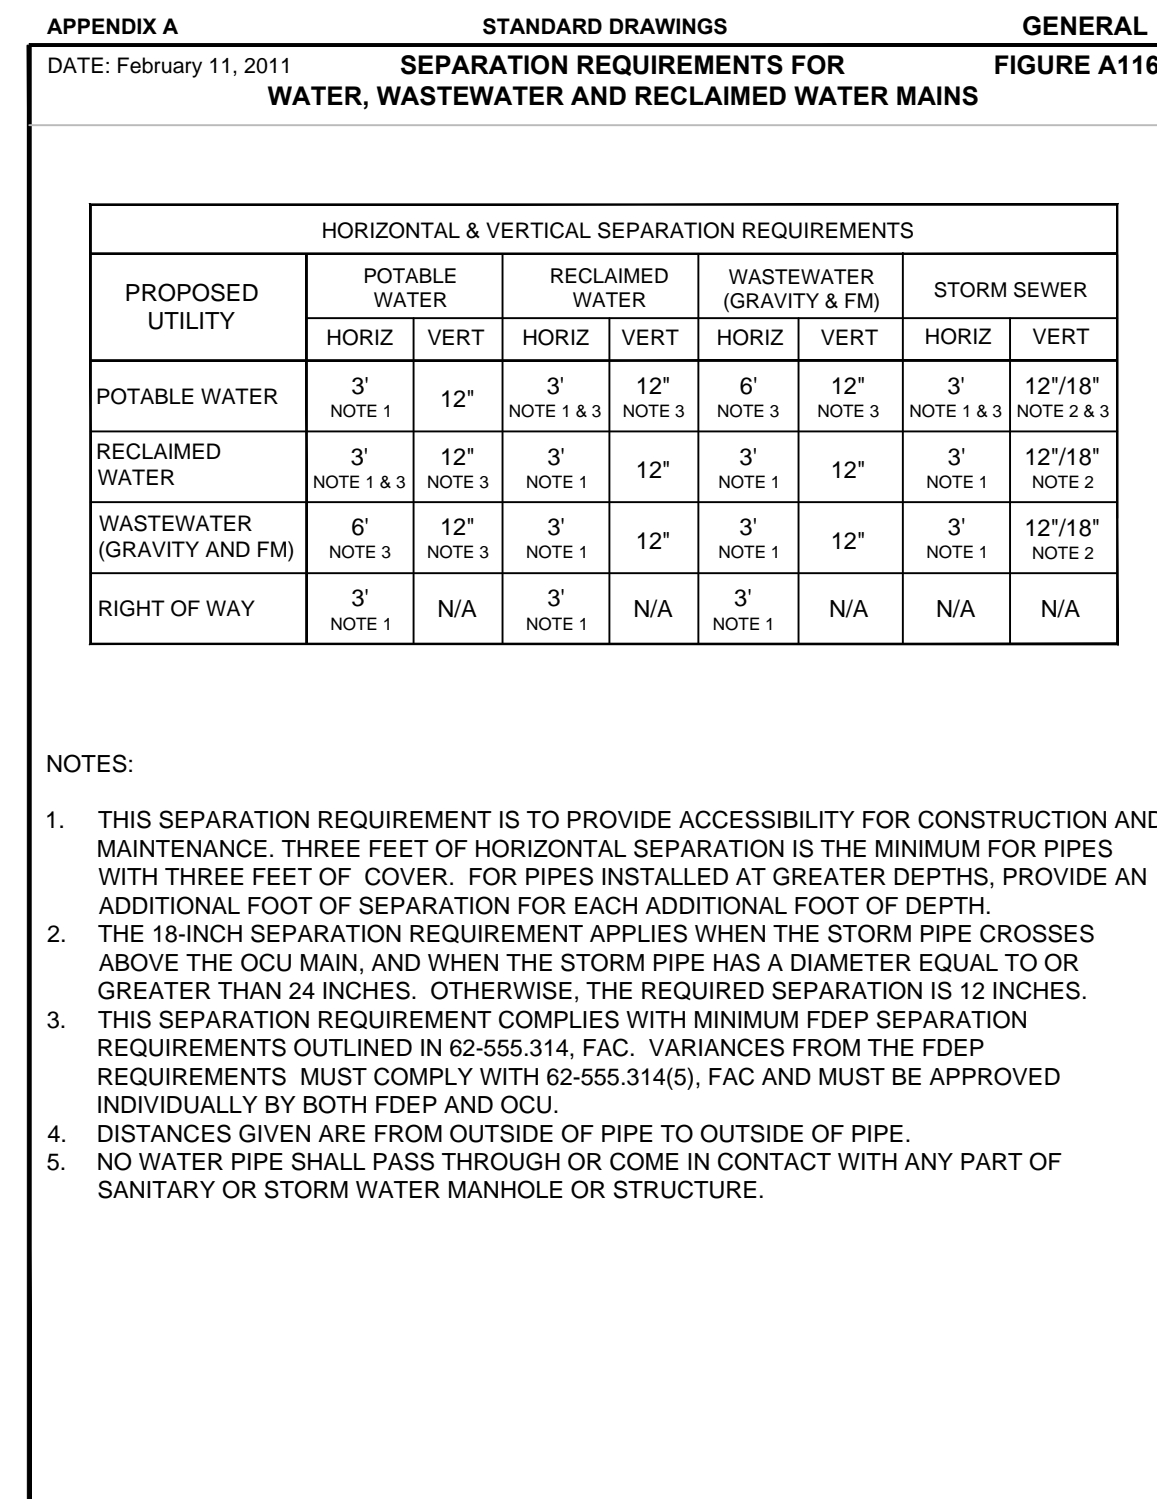 APPENDIX A STANDARD DRAWINGS GENERAL
DATE: February 11, 2011 SEPARATION REQUIREMENTS FOR FIGURE A116
WATER, WASTEWATER AND RECLAIMED WATER MAINS
HORIZONTAL & VERTICAL SEPARATION REQUIREMENTS
PROPOSED UTILITY POTABLE WATER RECLAIMED WATER WASTEWATER (GRAVITY & FM) STORM SEWER
HORIZ VERT HORIZ VERT HORIZ VERT HORIZ VERT
POTABLE WATER 3' NOTE 1 12" 3' NOTE 1 & 3 12" NOTE 3 6' NOTE 3 12" NOTE 3 3' NOTE 1 & 3 12"/18" NOTE 2 & 3
RECLAIMED WATER 3' NOTE 1 & 3 12" NOTE 3 3' NOTE 1 12" 3' NOTE 1 12" 3' NOTE 1 12"/18" NOTE 2
WASTEWATER (GRAVITY AND FM) 6' NOTE 3 12" NOTE 3 3' NOTE 1 12" 3' NOTE 1 12" 3' NOTE 1 12"/18" NOTE 2
RIGHT OF WAY 3' NOTE 1 N/A 3' NOTE 1 N/A 3' NOTE 1 N/A N/A N/A
NOTES:
1. THIS SEPARATION REQUIREMENT IS TO PROVIDE ACCESSIBILITY FOR CONSTRUCTION AND
MAINTENANCE. THREE FEET OF HORIZONTAL SEPARATION IS THE MINIMUM FOR PIPES
WITH THREE FEET OF COVER. FOR PIPES INSTALLED AT GREATER DEPTHS, PROVIDE AN
ADDITIONAL FOOT OF SEPARATION FOR EACH ADDITIONAL FOOT OF DEPTH.
2. THE 18-INCH SEPARATION REQUIREMENT APPLIES WHEN THE STORM PIPE CROSSES
ABOVE THE OCU MAIN, AND WHEN THE STORM PIPE HAS A DIAMETER EQUAL TO OR
GREATER THAN 24 INCHES. OTHERWISE, THE REQUIRED SEPARATION IS 12 INCHES.
3. THIS SEPARATION REQUIREMENT COMPLIES WITH MINIMUM FDEP SEPARATION
REQUIREMENTS OUTLINED IN 62-555.314, FAC. VARIANCES FROM THE FDEP
REQUIREMENTS MUST COMPLY WITH 62-555.314(5), FAC AND MUST BE APPROVED
INDIVIDUALLY BY BOTH FDEP AND OCU.
4. DISTANCES GIVEN ARE FROM OUTSIDE OF PIPE TO OUTSIDE OF PIPE.
5. NO WATER PIPE SHALL PASS THROUGH OR COME IN CONTACT WITH ANY PART OF
SANITARY OR STORM WATER MANHOLE OR STRUCTURE.